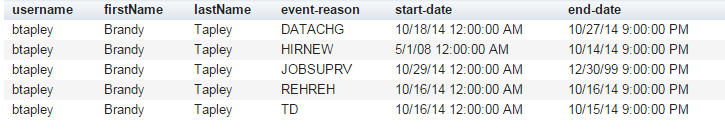 username firstName lastName event-reason start-date end-date
btapley Brandy Tapley DATACHG 10/18/14 12:00:00 AM 10/27/14 9:00:00 PM
btapley Brandy Tapley HIRNEW 5/1/08 12:00:00 AM 10/14/14 9:00:00 PM
btapley Brandy Tapley JOBSUPRV 10/29/14 12:00:00 AM 12/30/99 9:00:00 PM
btapley Brandy Tapley REHREH 10/16/14 12:00:00 AM 10/16/14 9:00:00 PM
btapley Brandy Tapley TD 10/16/14 12:00:00 AM 10/15/14 9:00:00 PM